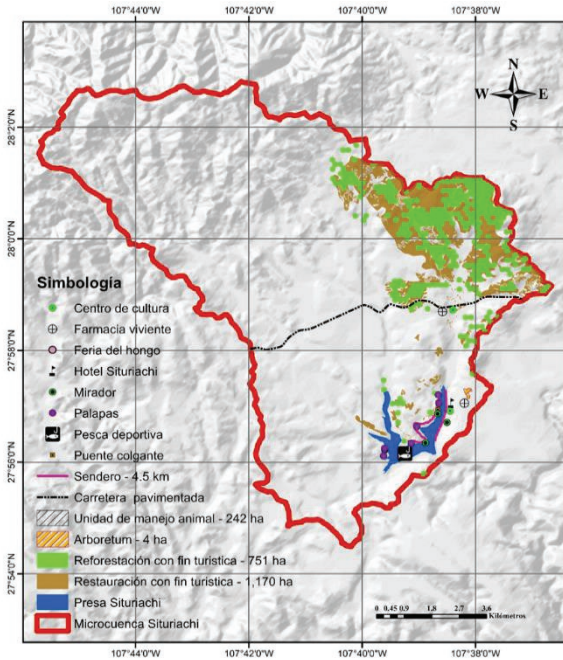 107°44'0"W 107°42'0"W 107°40'0"W 107°38'0"W
N
W E
S
28°2'0"N
28°0'0"N
27°58'0"N
27°56'0"N
27°54'0"N
Simbología
Centro de cultura
Farmacia viviente
Feria del hongo
Hotel Situriachi
Mirador
Palapas
Pesca deportiva
Puente colgante
Sendero - 4.5 km
Carretera pavimentada
Unidad de manejo animal - 242 ha
Arboretum - 4 ha
Reforestación con fin turistica - 751 ha
Restauración con fin turistica - 1,170 ha
Presa Situriachi
Microcuenca Situriachi
0 0.45 0.9 1.8 2.7 3.6
Kilómetros
107°44'0"W 107°42'0"W 107°40'0"W 107°38'0"W